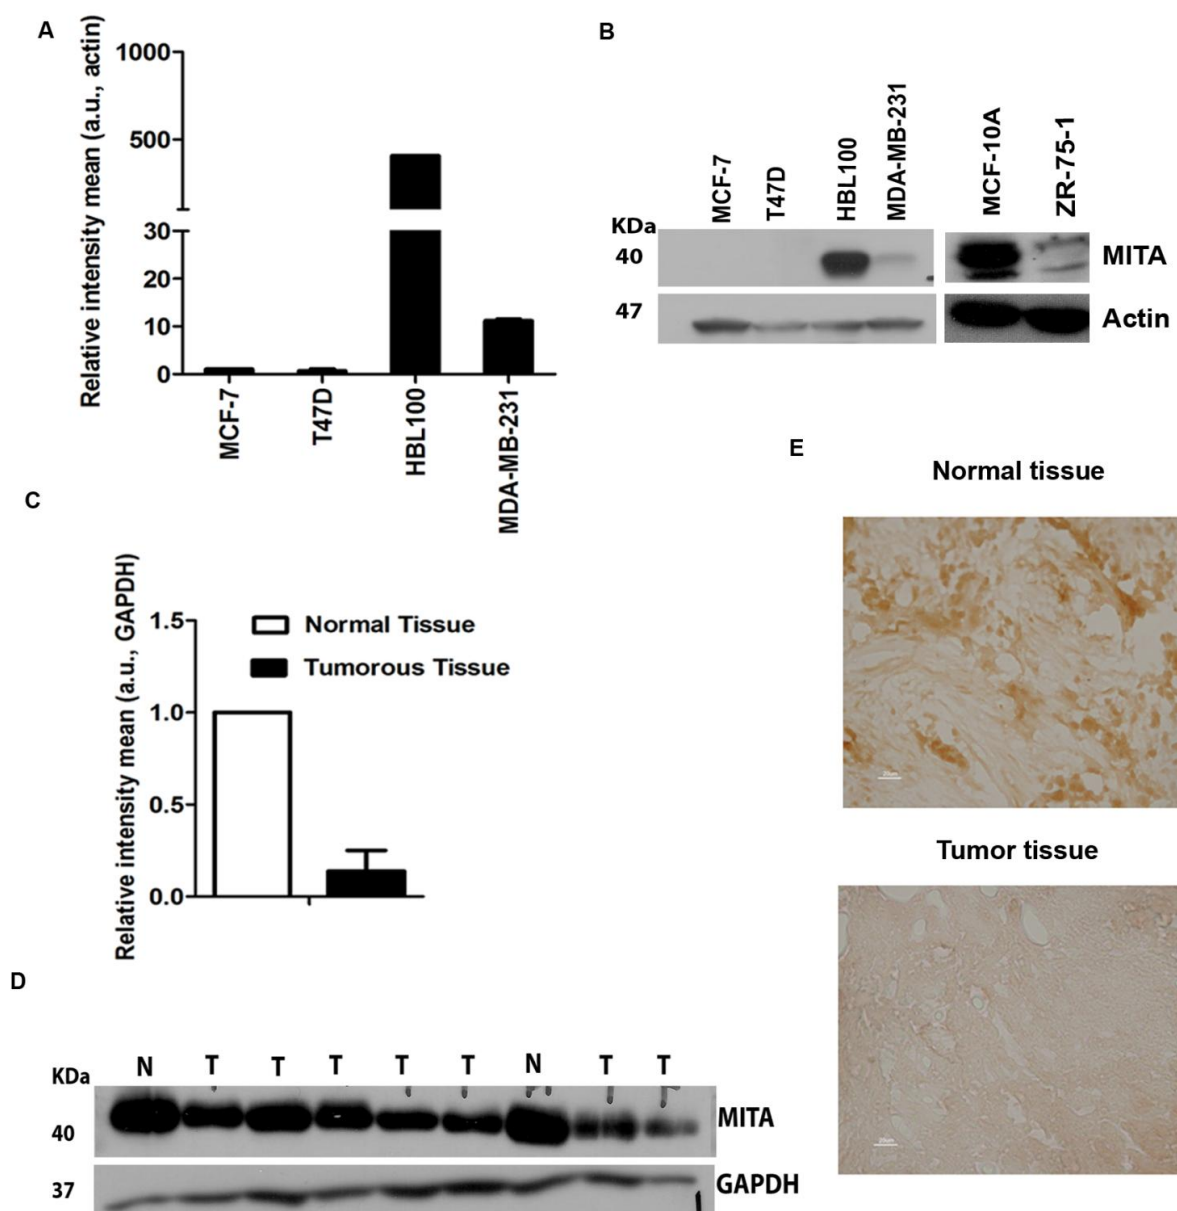 A
Relative intensity mean (a.u., actin)
1000
500
30
20
10
0
MCF-7
T47D
HBL100
MDA-MB-231
B
MCF-7
T47D
HBL100
MDA-MB-231
MCF-10A
ZR-75-1
KDa
40
MITA
47
Actin
C
Relative intensity mean (a.u., GAPDH)
1.5
1.0
0.5
0.0
Normal Tissue
Tumorous Tissue
D
KDa
N T T T T T N T T
40
MITA
37
GAPDH
E
Normal tissue
20um
Tumor tissue
20um